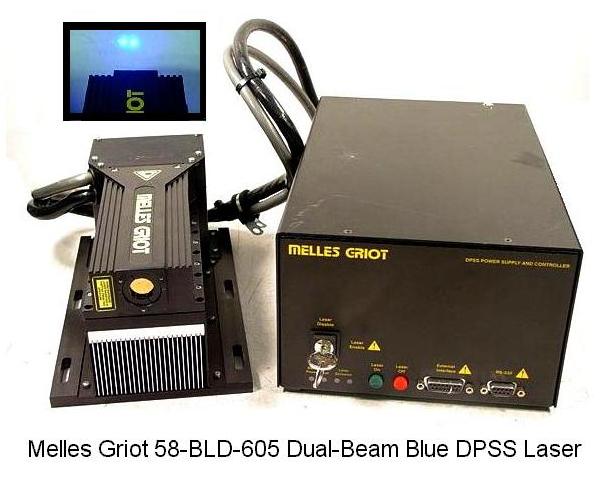 IOT
MELLES GRIOT
MELLES GRIOT
DPSS POWER SUPPLY AND CONTROLLER
Laser
Disable
Laser
Enable
Laser
On
Laser
Off
External
Interface
RS-232
Melles Griot 58-BLD-605 Dual-Beam Blue DPSS Laser